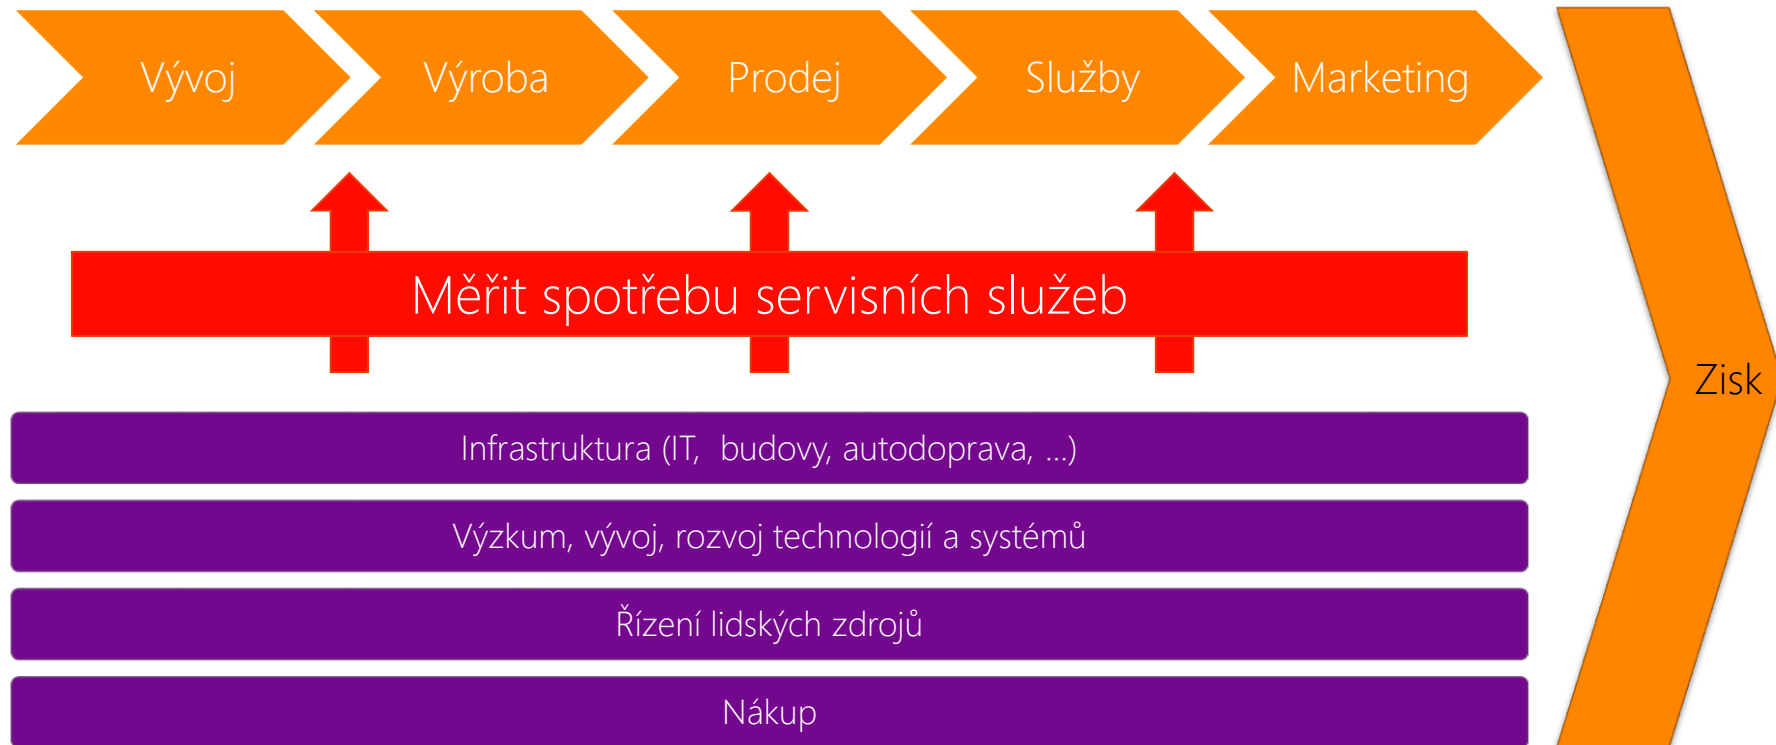 Vývoj
Výroba
Prodej
Služby
Marketing
Měřit spotřebu servisních služeb
Zisk
Infrastruktura (IT,  budovy, autodoprava, ...)
Výzkum, vývoj, rozvoj technologií a systémů
Řízení lidských zdrojů
Nákup